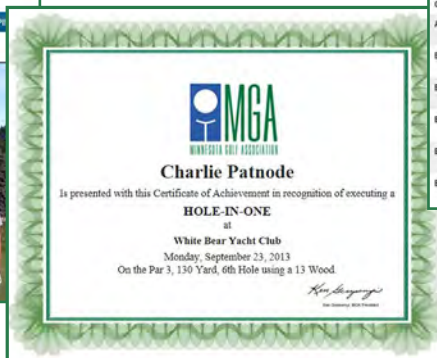 MGA
MINNESOTA GOLF ASSOCIATION
Charlie Patnode
Is presented with this Certificate of Achievement in recognition of executing a
HOLE-IN-ONE
at
White Bear Yacht Club
Monday, September 23, 2013
On the Par 3, 130 Yard, 6th Hole using a 13 Wood.